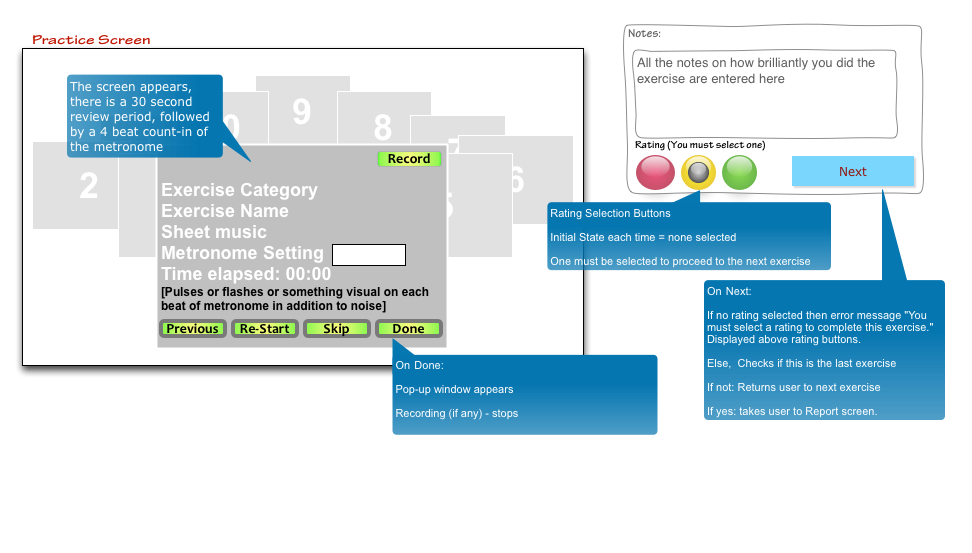 Practice Screen
The screen appears,
there is a 30 second
review period, followed
by a 4 beat count-in of
the metronome
9
8
2
6
Record
Exercise Category
Exercise Name
Sheet music
Metronome Setting
Time elapsed: 00:00
[Pulses or flashes or something visual on each
beat of metronome in addition to noise]
Previous
Re-Start
Skip
Done
On Done:
Pop-up window appears
Recording (if any) - stops
Notes:
All the notes on how brilliantly you did the
exercise are entered here
Rating (You must select one)
Next
Rating Selection Buttons
Initial State each time = none selected
One must be selected to proceed to the next exercise
On Next:
If no rating selected then error message "You
must select a rating to complete this exercise."
Displayed above rating buttons.
Else,  Checks if this is the last exercise
If not: Returns user to next exercise
If yes: takes user to Report screen.